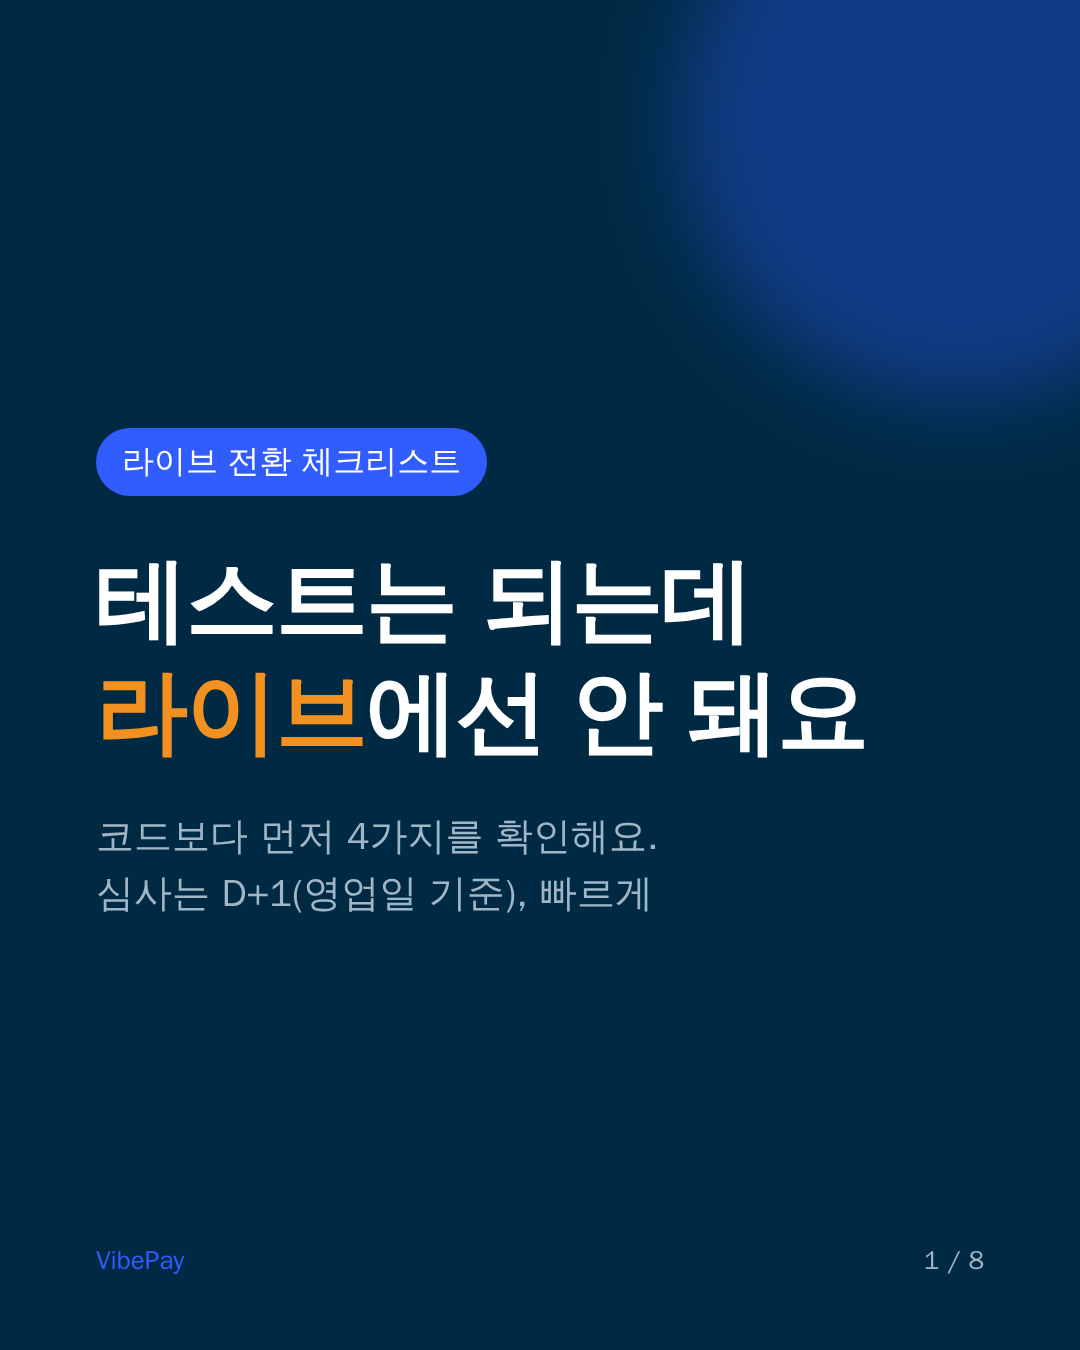 라이브 전환 체크리스트
테스트는 되는데
라이브에선 안 돼요
코드보다 먼저 4가지를 확인해요.
심사는 D+1(영업일 기준), 빠르게
VibePay
1 / 8